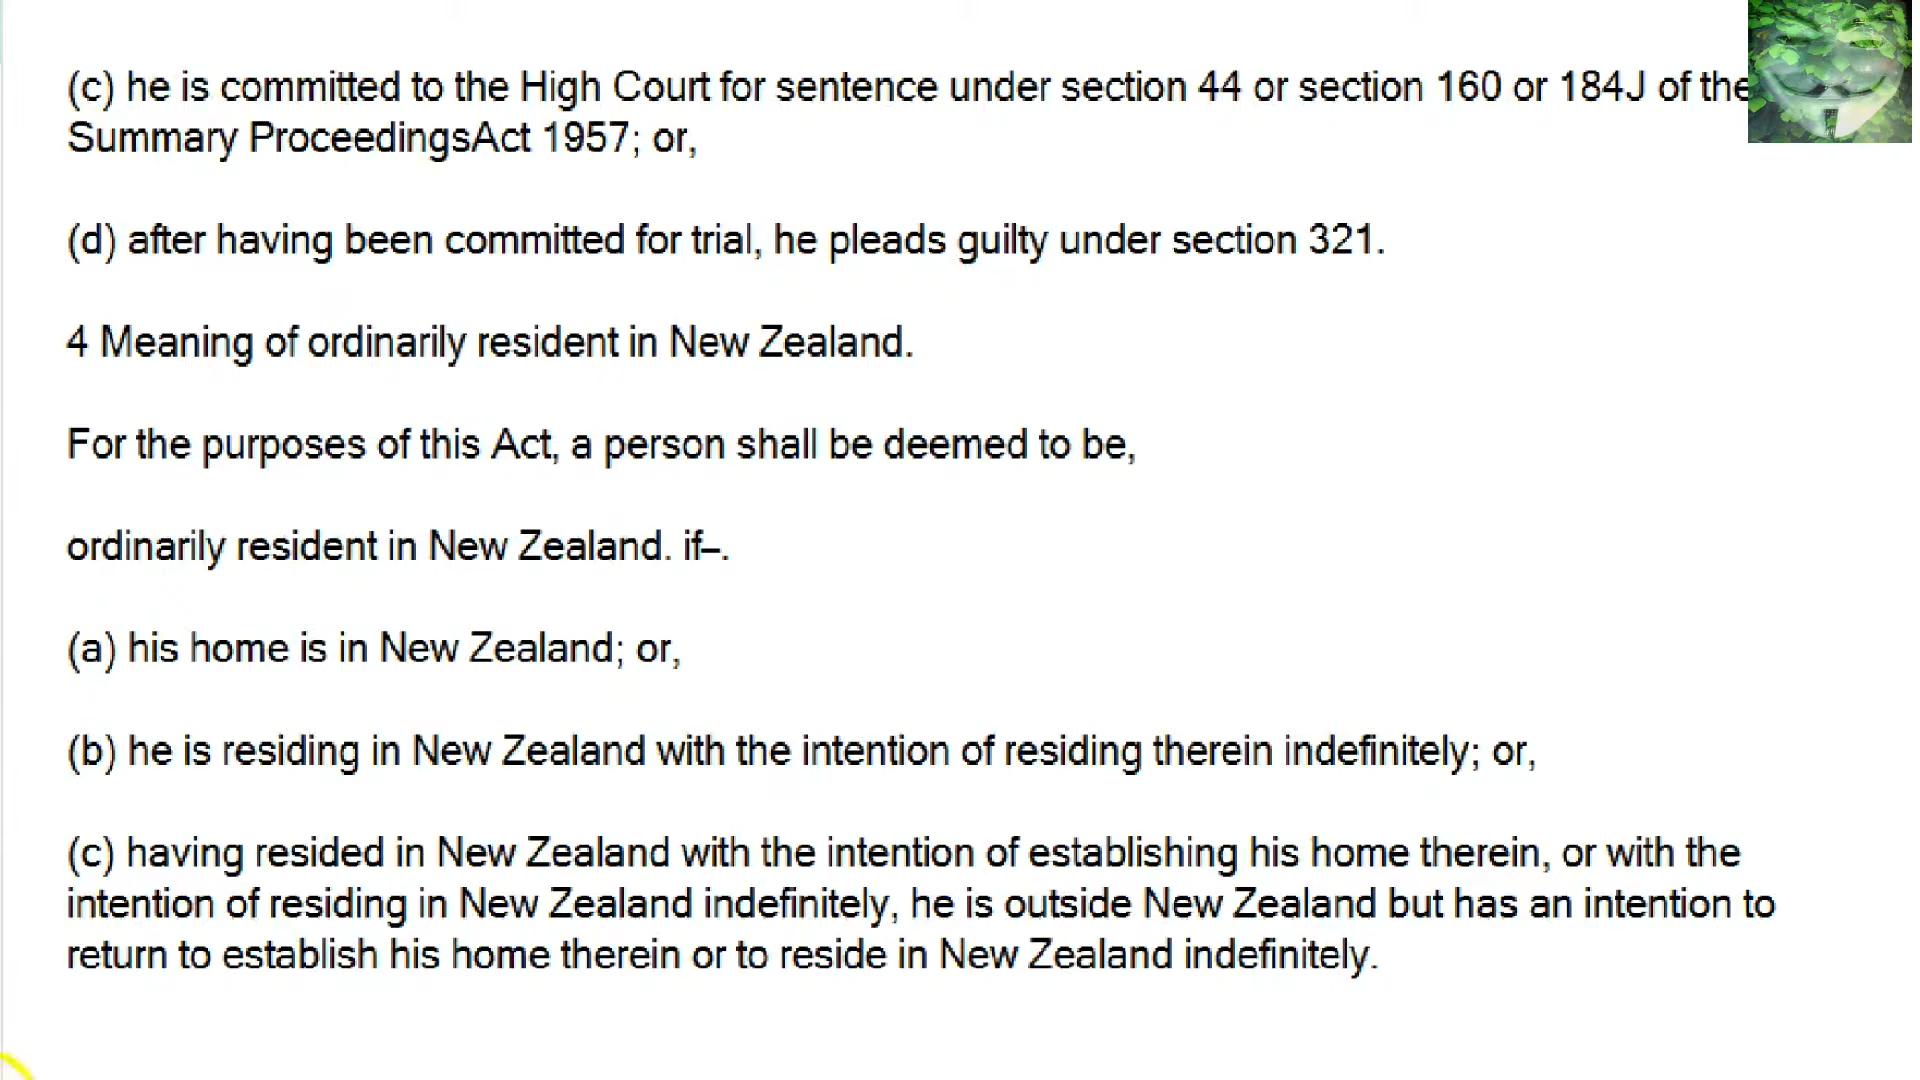 (c) he is committed to the High Court for sentence under section 44 or section 160 or 184J of the
Summary ProceedingsAct 1957; or,
(d) after having been committed for trial, he pleads guilty under section 321.
4 Meaning of ordinarily resident in New Zealand.
For the purposes of this Act, a person shall be deemed to be,
ordinarily resident in New Zealand. if–.
(a) his home is in New Zealand; or,
(b) he is residing in New Zealand with the intention of residing therein indefinitely; or,
(c) having resided in New Zealand with the intention of establishing his home therein, or with the
intention of residing in New Zealand indefinitely, he is outside New Zealand but has an intention to
return to establish his home therein or to reside in New Zealand indefinitely.